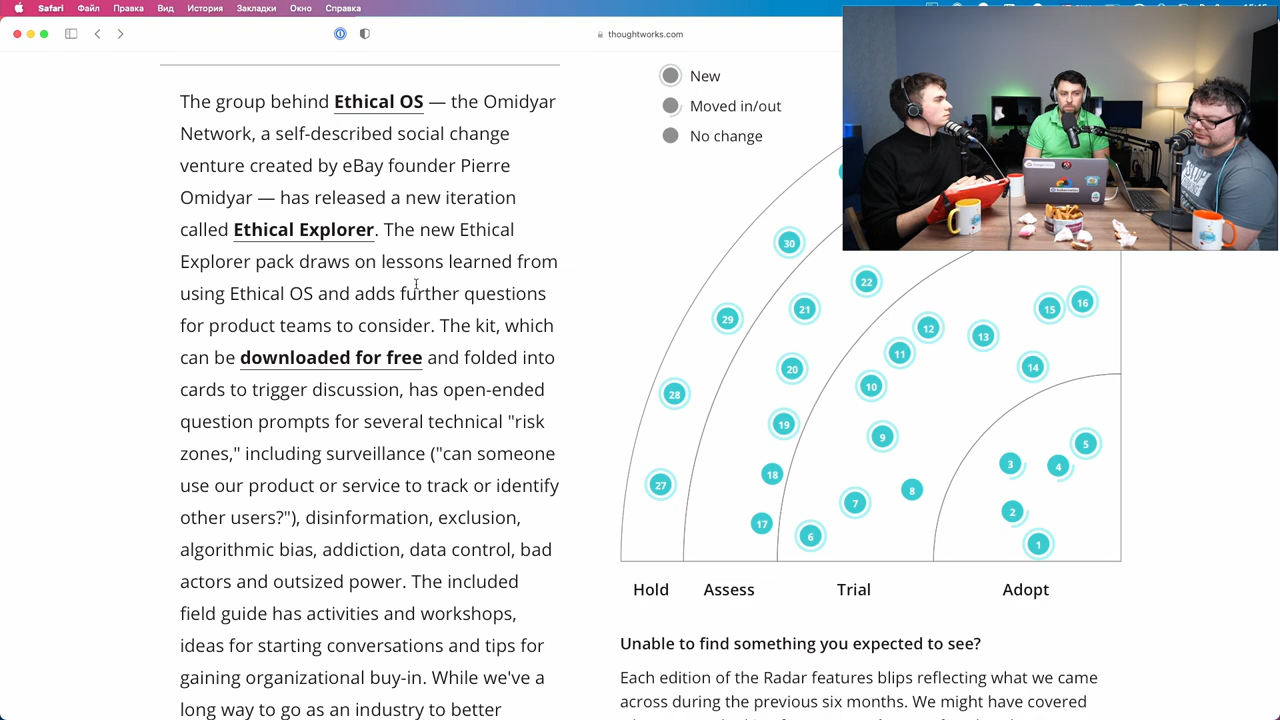 Safari Файл Правка Вид История Закладки Окно Справка
thoughtworks.com
The group behind Ethical OS — the Omidyar
Network, a self-described social change
venture created by eBay founder Pierre
Omidyar — has released a new iteration
called Ethical Explorer. The new Ethical
Explorer pack draws on lessons learned from
using Ethical OS and adds further questions
for product teams to consider. The kit, which
can be downloaded for free and folded into
cards to trigger discussion, has open-ended
question prompts for several technical "risk
zones," including surveillance ("can someone
use our product or service to track or identify
other users?"), disinformation, exclusion,
algorithmic bias, addiction, data control, bad
actors and outsized power. The included
field guide has activities and workshops,
ideas for starting conversations and tips for
gaining organizational buy-in. While we've a
long way to go as an industry to better
New
Moved in/out
No change
30
22
29
21
16
15
12
13
11
20
14
10
28
19
9
5
3
4
18
27
8
7
2
17
6
1
Hold Assess Trial Adopt
Unable to find something you expected to see?
Each edition of the Radar features blips reflecting what we came
across during the previous six months. We might have covered